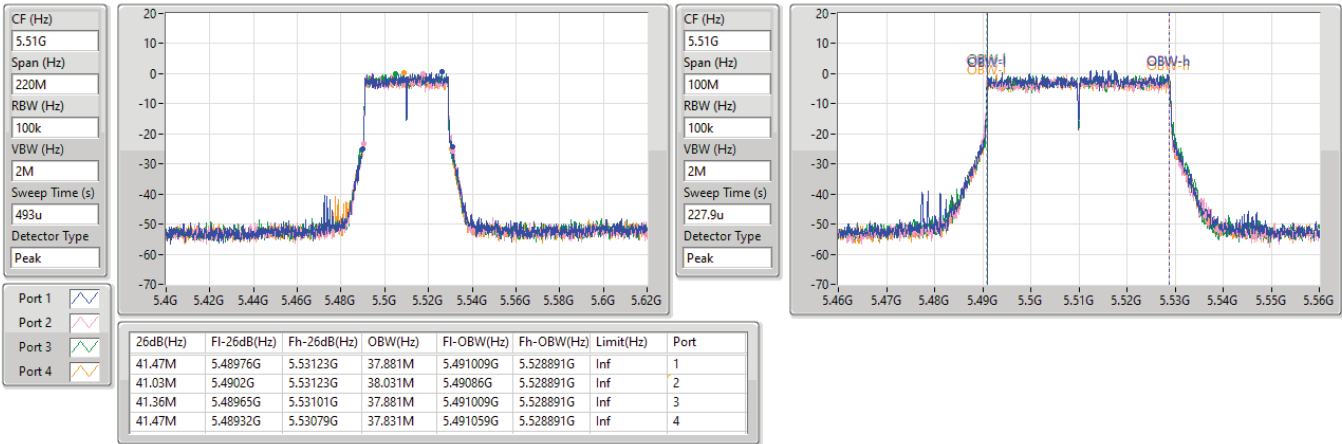 CF (Hz)
5.51G
Span (Hz)
220M
RBW (Hz)
100k
VBW (Hz)
2M
Sweep Time (s)
493u
Detector Type
Peak
20-
10-
0-
-10-
-20-
-30-
-40-
-50-
-60-
-70-
5.4G 5.42G 5.44G 5.46G 5.48G 5.5G 5.52G 5.54G 5.56G 5.58G 5.6G 5.62G
CF (Hz)
5.51G
Span (Hz)
100M
RBW (Hz)
100k
VBW (Hz)
2M
Sweep Time (s)
227.9u
Detector Type
Peak
20-
10-
0-
-10-
-20-
-30-
-40-
-50-
-60-
-70-
OBW-l OBW-h
5.46G 5.47G 5.48G 5.49G 5.5G 5.51G 5.52G 5.53G 5.54G 5.55G 5.56G
Port 1
Port 2
Port 3
Port 4
26dB(Hz) Fl-26dB(Hz) Fh-26dB(Hz) OBW(Hz) Fl-OBW(Hz) Fh-OBW(Hz) Limit(Hz) Port
41.47M 5.48976G 5.53123G 37.881M 5.491009G 5.528891G Inf 1
41.03M 5.4902G 5.53123G 38.031M 5.49086G 5.528891G Inf 2
41.36M 5.48965G 5.53101G 37.881M 5.491009G 5.528891G Inf 3
41.47M 5.48932G 5.53079G 37.831M 5.491059G 5.528891G Inf 4